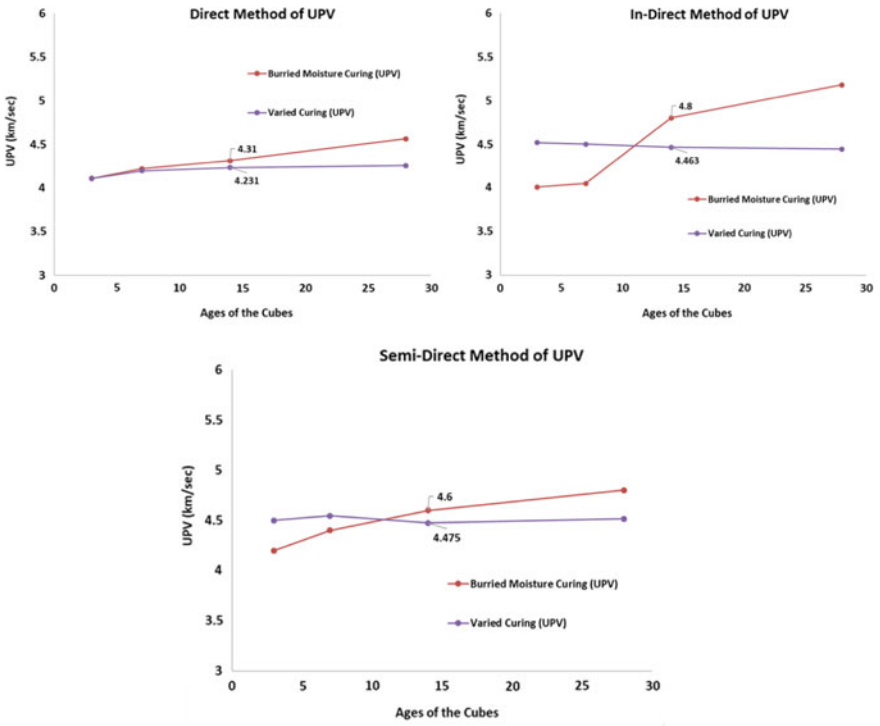 Direct Method of UPV
6
5.5
5
4.5
4
3.5
3
UPV (km/sec)
Burried Moisture Curing (UPV)
Varied Curing (UPV)
4.31
4.231
0 5 10 15 20 25 30
Ages of the Cubes
In-Direct Method of UPV
6
5.5
5
4.5
4
3.5
3
UPV (km/sec)
4.8
4.463
Burried Moisture Curing (UPV)
Varied Curing (UPV)
0 5 10 15 20 25 30
Ages of the Cubes
Semi-Direct Method of UPV
6
5.5
5
4.5
4
3.5
3
UPV (km/sec)
4.6
4.475
Burried Moisture Curing (UPV)
Varied Curing (UPV)
0 5 10 15 20 25 30
Ages of the Cubes